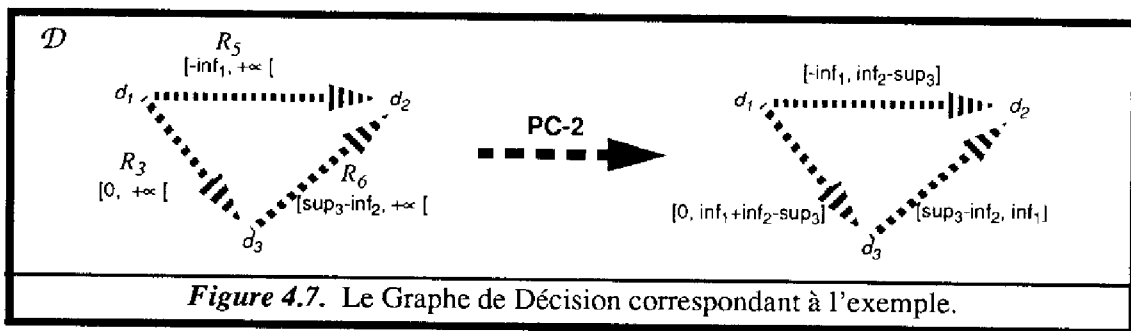 𝒟
R5
[-inf1, +∝ [
d1
d2
R3
[0, +∝ [
R6
[sup3-inf2, +∝ [
d3
PC-2
[-inf1, inf2-sup3]
d1
d2
[0, inf1+inf2-sup3]
[sup3-inf2, inf1]
d3
Figure 4.7. Le Graphe de Décision correspondant à l'exemple.